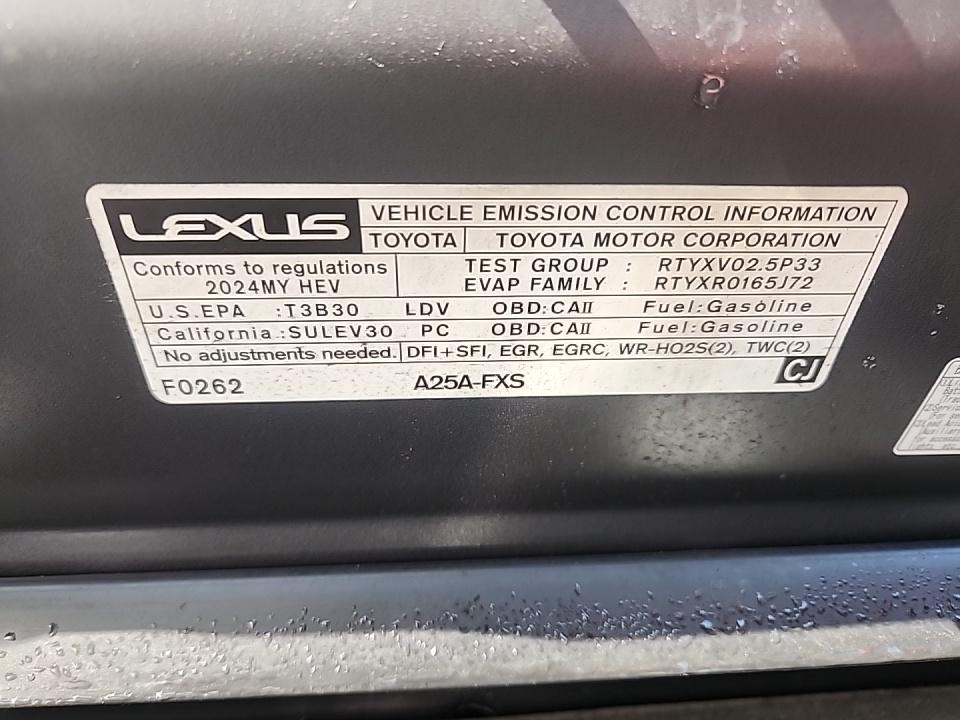 LEXUS VEHICLE EMISSION CONTROL INFORMATION
TOYOTA TOYOTA MOTOR CORPORATION
Conforms to regulations
2024MY HEV
TEST GROUP : RTYXV02.5P33
EVAP FAMILY : RTYXR0165J72
U.S.EPA :T3B30 LDV OBD:CAII Fuel:Gasoline
California:SULEV30 PC OBD:CAII Fuel:Gasoline
No adjustments needed. DFI+SFI, EGR, EGRC, WR-HO2S(2), TWC(2)
F0262 A25A-FXS CJ